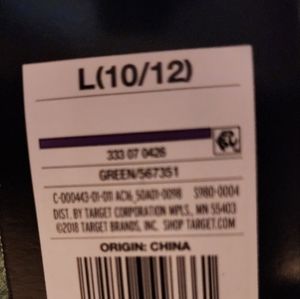 L(10/12)
333 07 0426
GREEN/567351
C-000443-01-011 ACN_50A01-0098 S980-0004
DIST. BY TARGET CORPORATION MPLS., MN 55403
©2018 TARGET BRANDS, INC. SHOP TARGET.COM
ORIGIN: CHINA